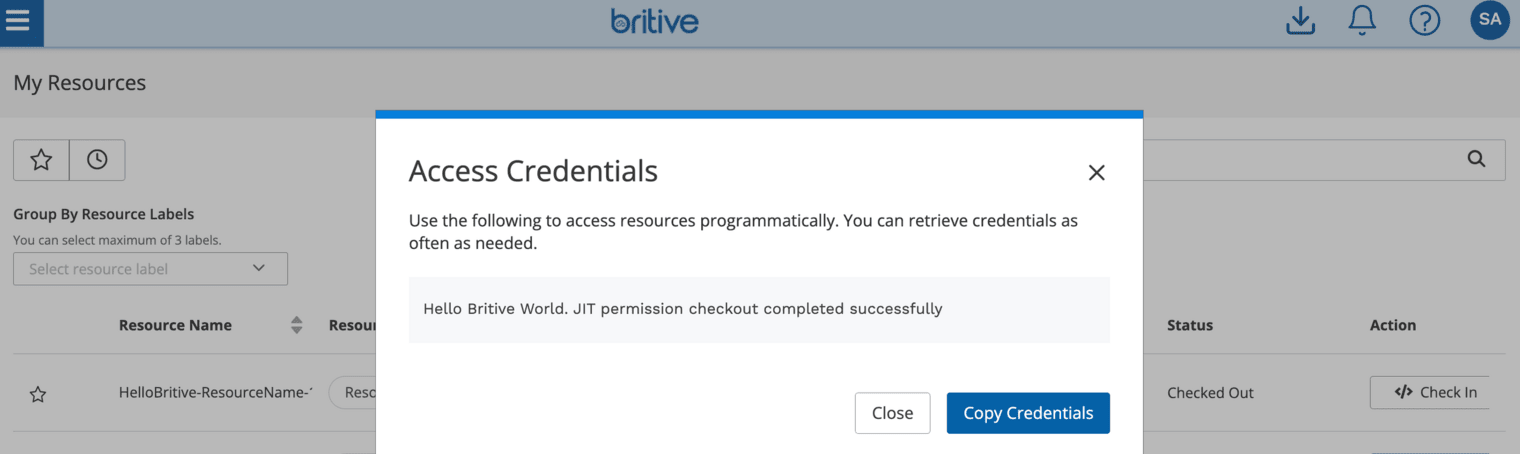 britive
SA
My Resources
Access Credentials
Use the following to access resources programmatically. You can retrieve credentials as
often as needed.
Hello Britive World. JIT permission checkout completed successfully
Close
Copy Credentials
Group By Resource Labels
You can select maximum of 3 labels.
Select resource label
Resource Name
Status
Action
HelloBritive-ResourceName-
Checked Out
</> Check In